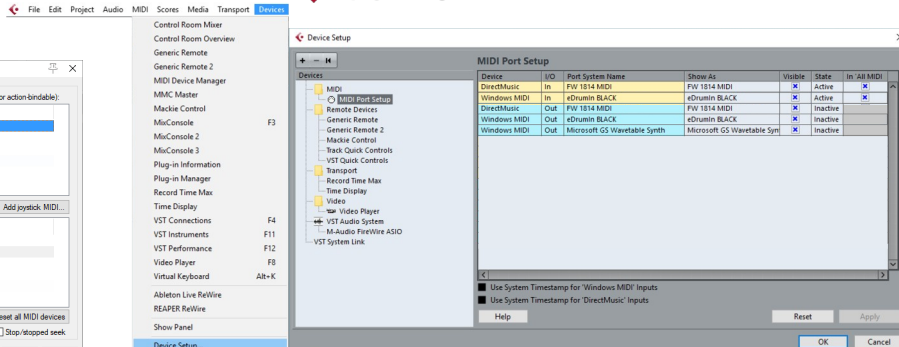 File Edit Project Audio MIDI Scores Media Transport Devices
or action-bindable):
Add joystick MIDI...
eset all MIDI devices
Stop/stopped seek
Control Room Mixer
Control Room Overview
Generic Remote
Generic Remote 2
MIDI Device Manager
MMC Master
Mackie Control
MixConsole F3
MixConsole 2
MixConsole 3
Plug-in Information
Plug-in Manager
Record Time Max
Time Display
VST Connections F4
VST Instruments F11
VST Performance F12
Video Player F8
Virtual Keyboard Alt+K
Ableton Live ReWire
REAPER ReWire
Show Panel
Device Setup
Device Setup
Devices
MIDI
MIDI Port Setup
Remote Devices
Generic Remote
Generic Remote 2
Mackie Control
Track Quick Controls
VST Quick Controls
Transport
Record Time Max
Time Display
Video
Video Player
VST Audio System
M-Audio FireWire ASIO
VST System Link
MIDI Port Setup
Device I/O Port System Name Show As Visible State In 'All MIDI
DirectMusic In FW 1814 MIDI FW 1814 MIDI Active
Windows MIDI In eDrumIn BLACK eDrumIn BLACK Active
DirectMusic Out FW 1814 MIDI FW 1814 MIDI Inactive
Windows MIDI Out eDrumIn BLACK eDrumIn BLACK Inactive
Windows MIDI Out Microsoft GS Wavetable Synth Microsoft GS Wavetable Syn Inactive
Use System Timestamp for 'Windows MIDI' Inputs
Use System Timestamp for 'DirectMusic' Inputs
Help Reset Apply
OK Cancel